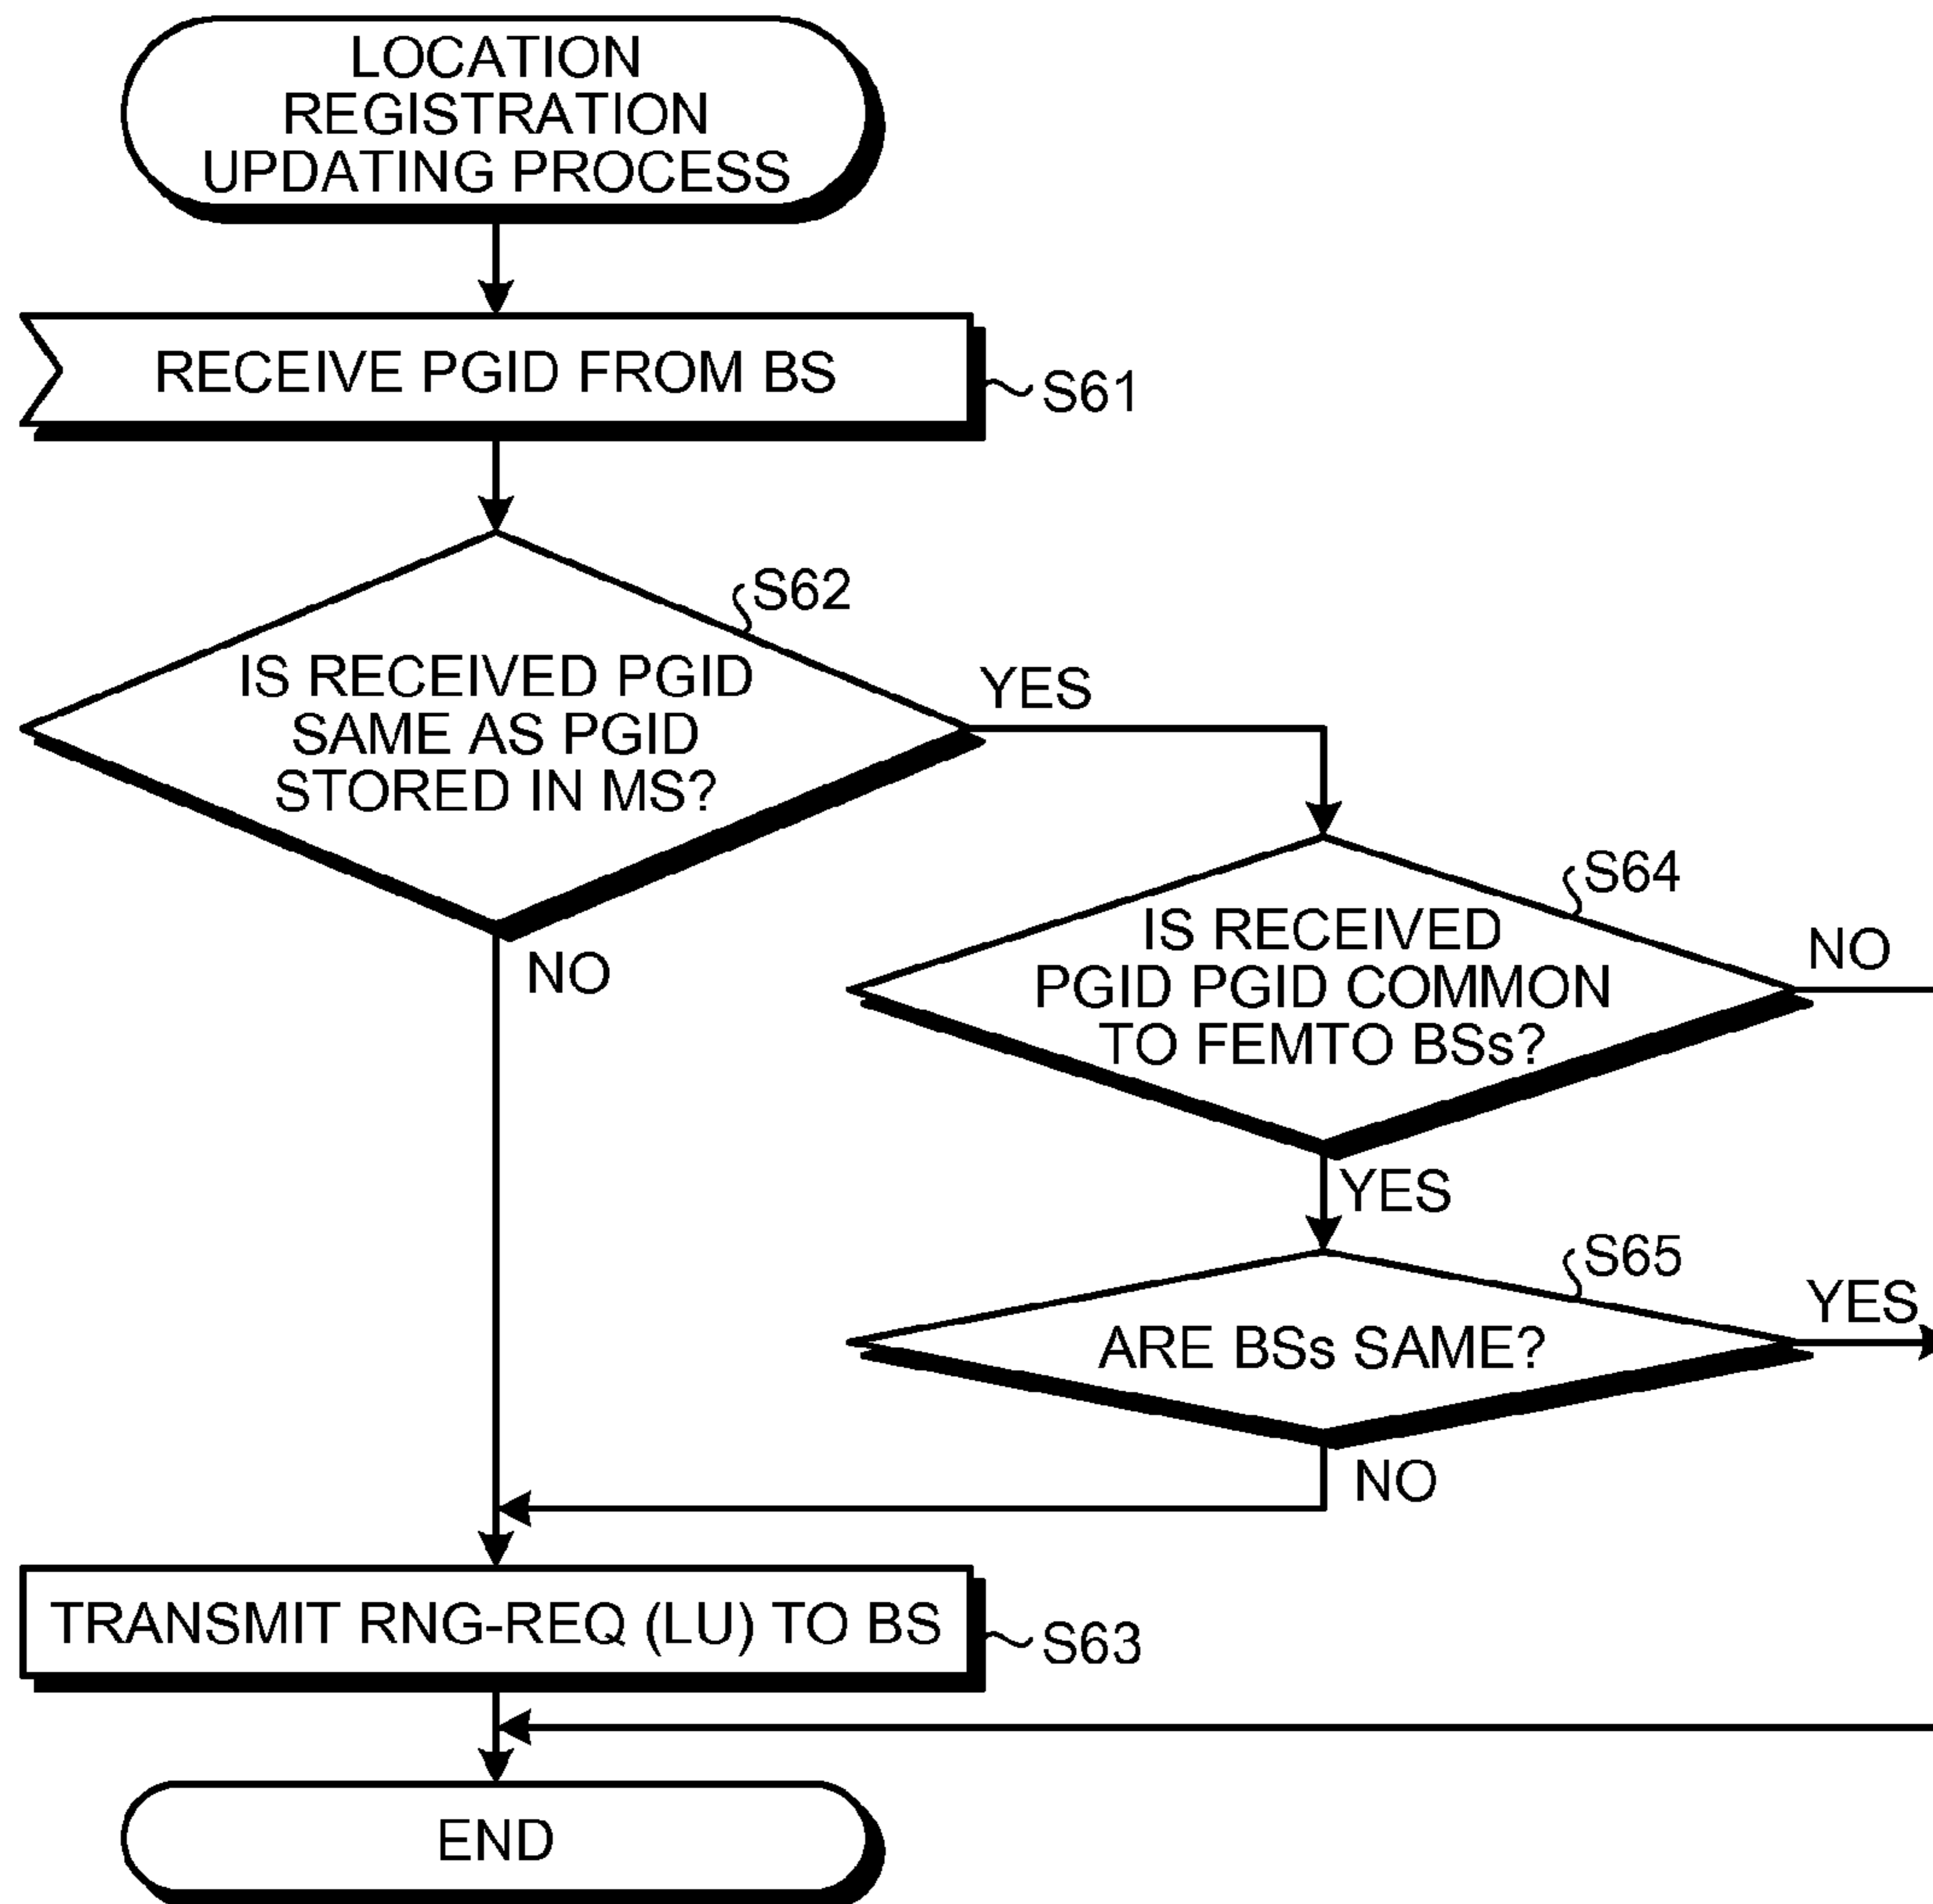 LOCATION
REGISTRATION
UPDATING PROCESS
RECEIVE PGID FROM BS
S61
S62
IS RECEIVED PGID
SAME AS PGID
STORED IN MS?
YES
NO
S64
IS RECEIVED
PGID PGID COMMON
TO FEMTO BSs?
NO
YES
S65
ARE BSs SAME?
YES
NO
TRANSMIT RNG-REQ (LU) TO BS
S63
END